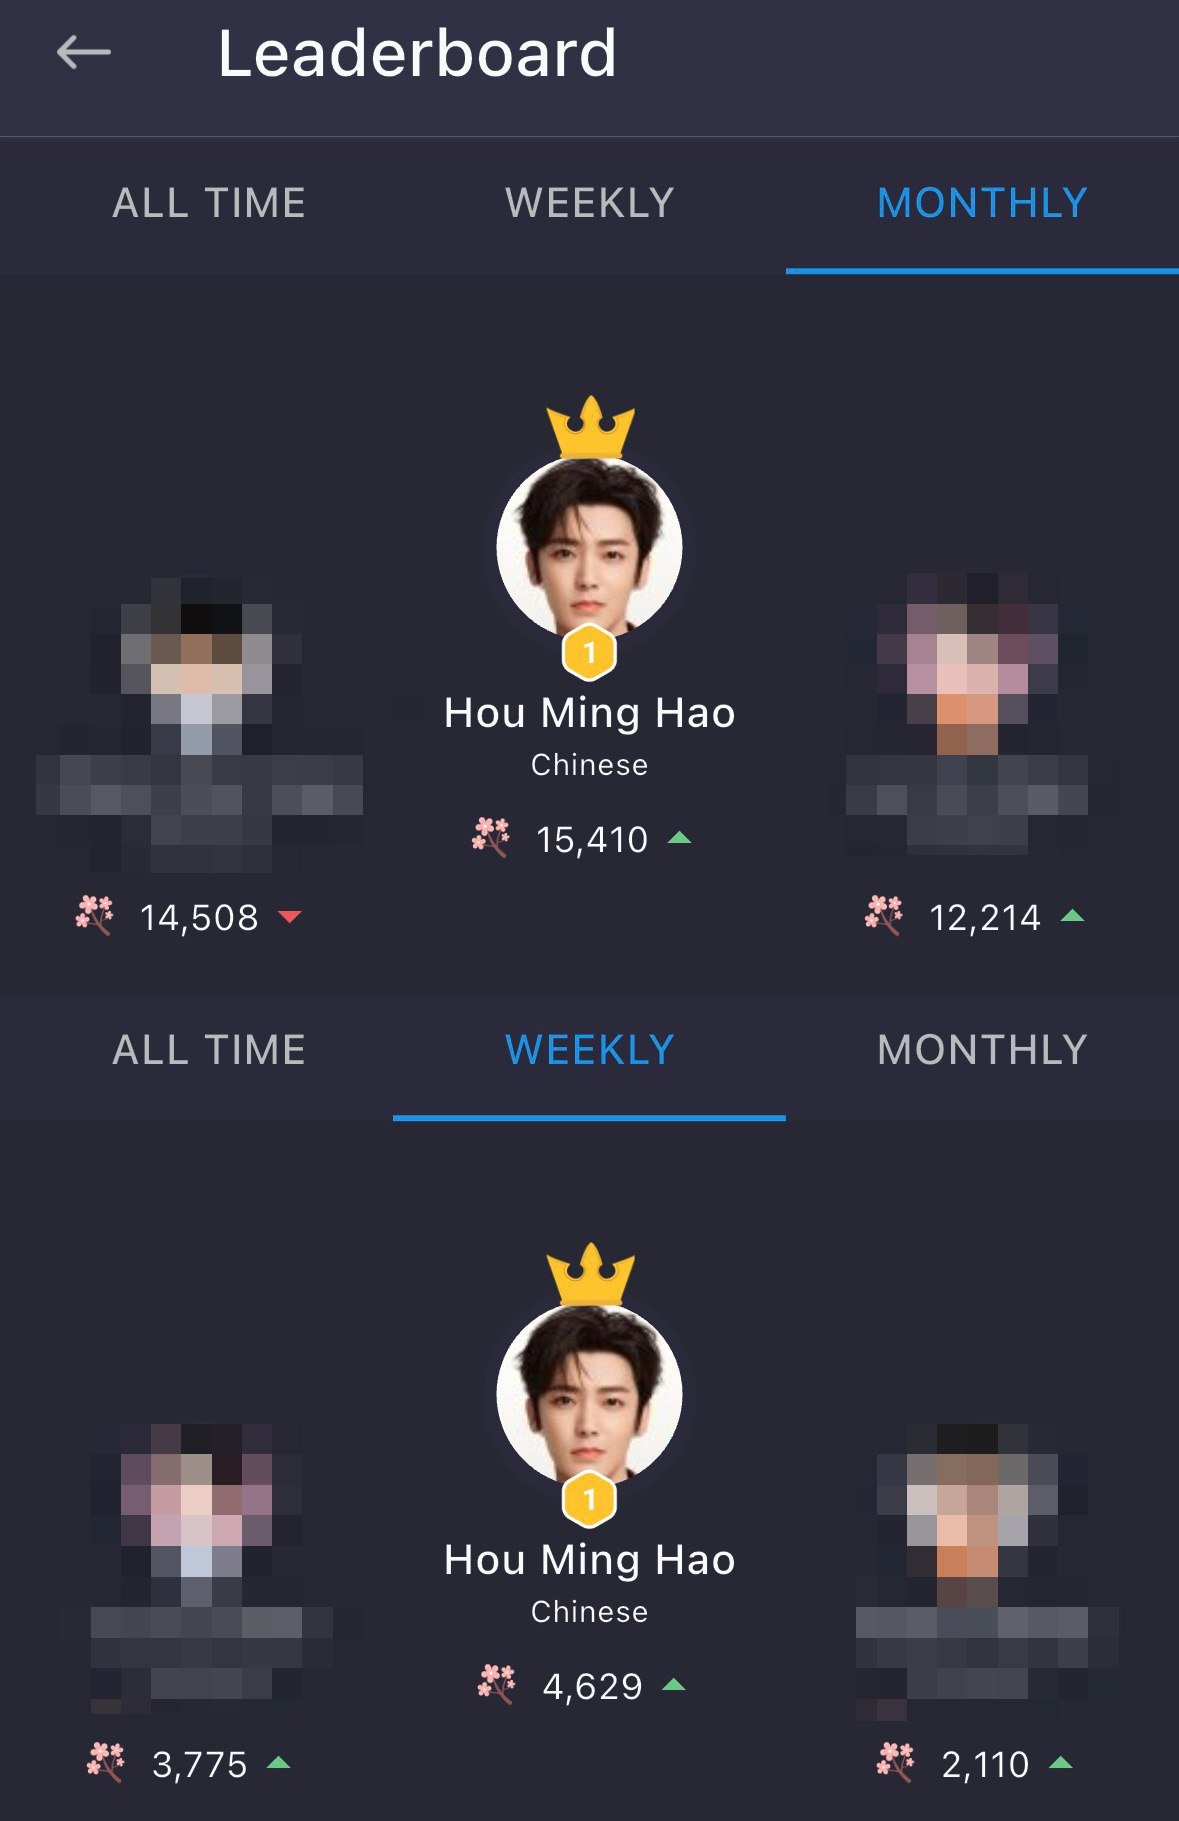 Leaderboard
ALL TIME WEEKLY MONTHLY
1
Hou Ming Hao
Chinese
15,410
14,508 12,214
ALL TIME WEEKLY MONTHLY
1
Hou Ming Hao
Chinese
4,629
3,775 2,110